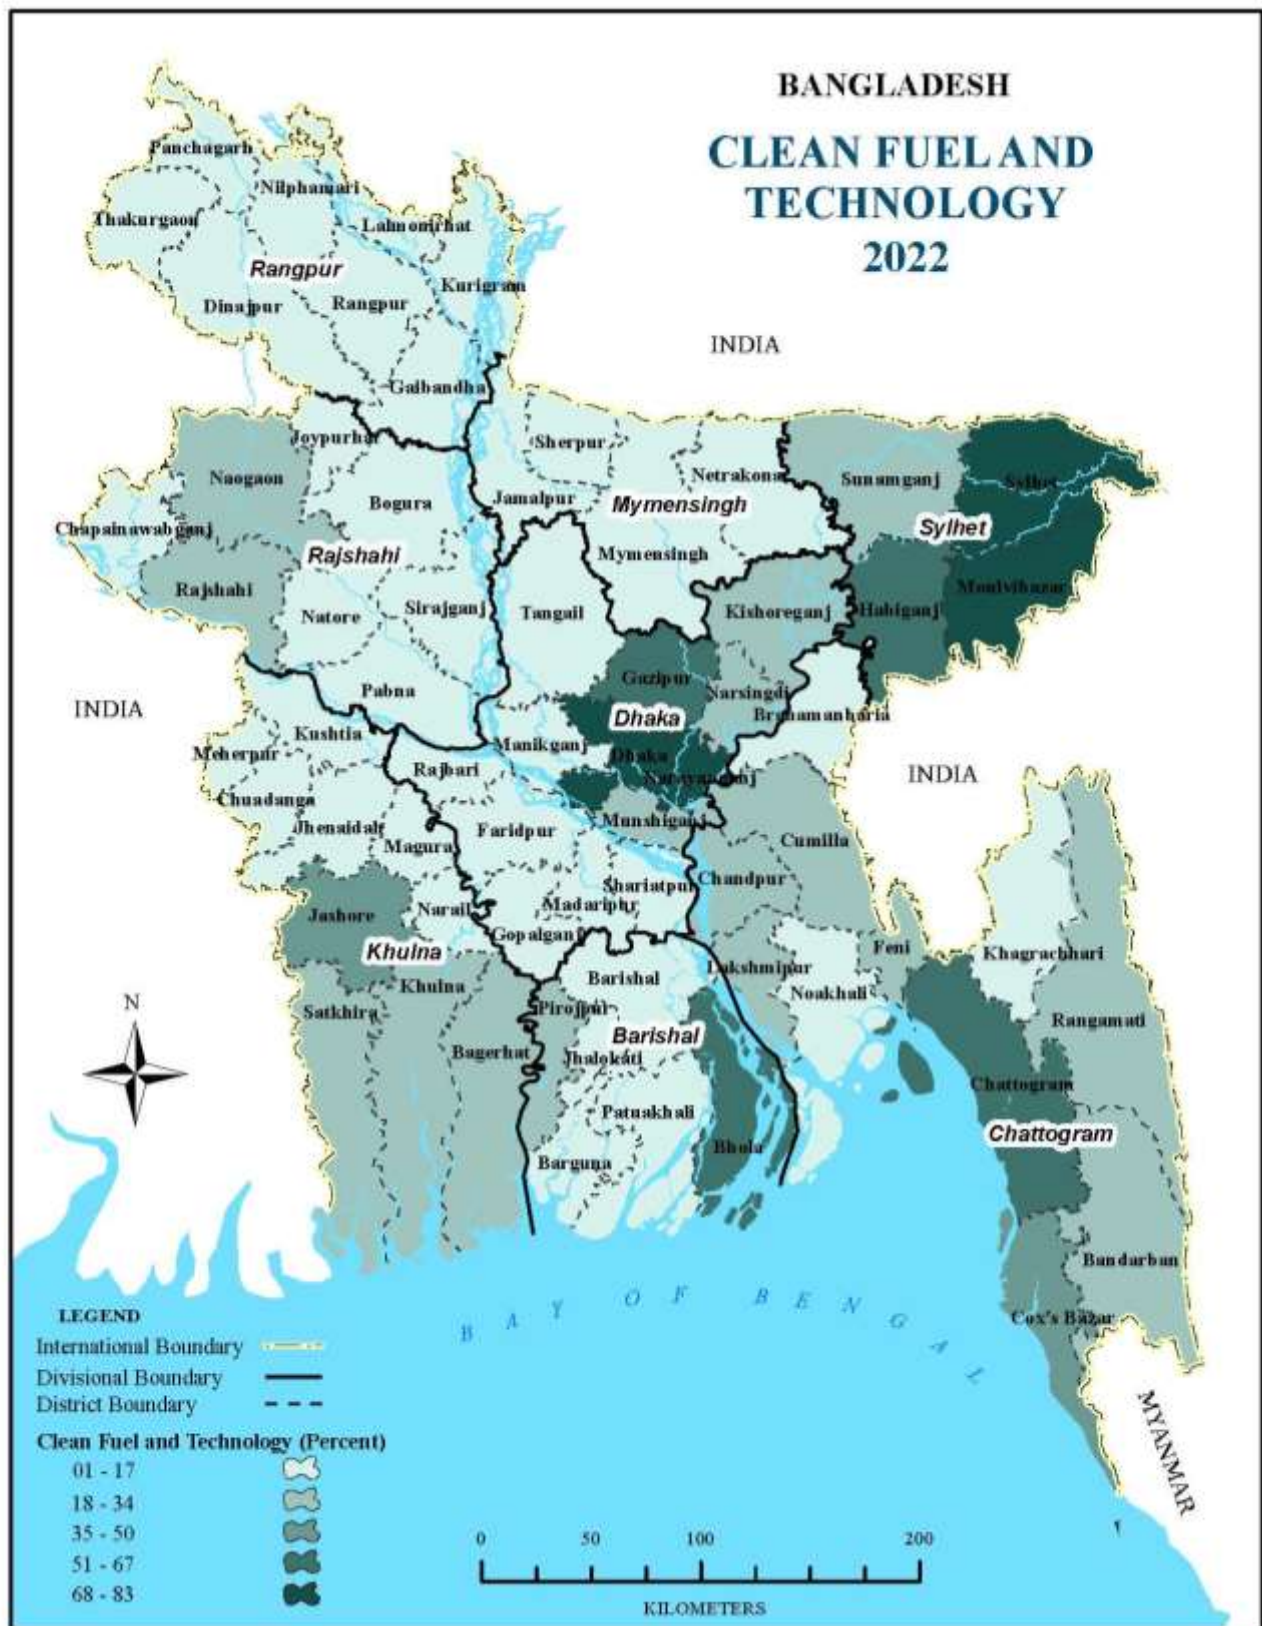 BANGLADESH
CLEAN FUEL AND
TECHNOLOGY
2022
Panchagarh
Nilphamari
Thakurgaon
Lalmonirhat
Rangpur
Kurigram
Dinajpur
Rangpur
INDIA
Gaibandha
Joypurhat
Sherpur
Naogaon
Netrakona
Sunamganj
Sylhet
Bogura
Jamalpur
Mymensingh
Chapainawabganj
Sylhet
Rajshahi
Mymensingh
Rajshahi
Moulvibazar
Sirajganj
Tangail
Kishoreganj
Habiganj
Natore
Gazipur
Pabna
Narsingdi
INDIA
Dhaka
Brahamanbaria
Kushtia
Manikganj
Meherpur
Dhaka
Rajbari
Narayanganj
INDIA
Chuadanga
Jhenaidah
Faridpur
Munshiganj
Magura
Cumilla
Chandpur
Shariatpur
Jashore
Narail
Madaripur
Gopalganj
Khulna
Feni
Khagrachhari
Lakshmipur
Barishal
Khulna
Noakhali
N
Satkhira
Pirojpur
Rangamati
Barishal
Bagerhat
Jhalokati
Chattogram
Patuakhali
Chattogram
Bhola
Barguna
Bandarban
BAY OF BENGAL
Cox's Bazar
MYANMAR
LEGEND
International Boundary
Divisional Boundary
District Boundary
Clean Fuel and Technology (Percent)
01 - 17
18 - 34
35 - 50
51 - 67
68 - 83
0 50 100 200
KILOMETERS